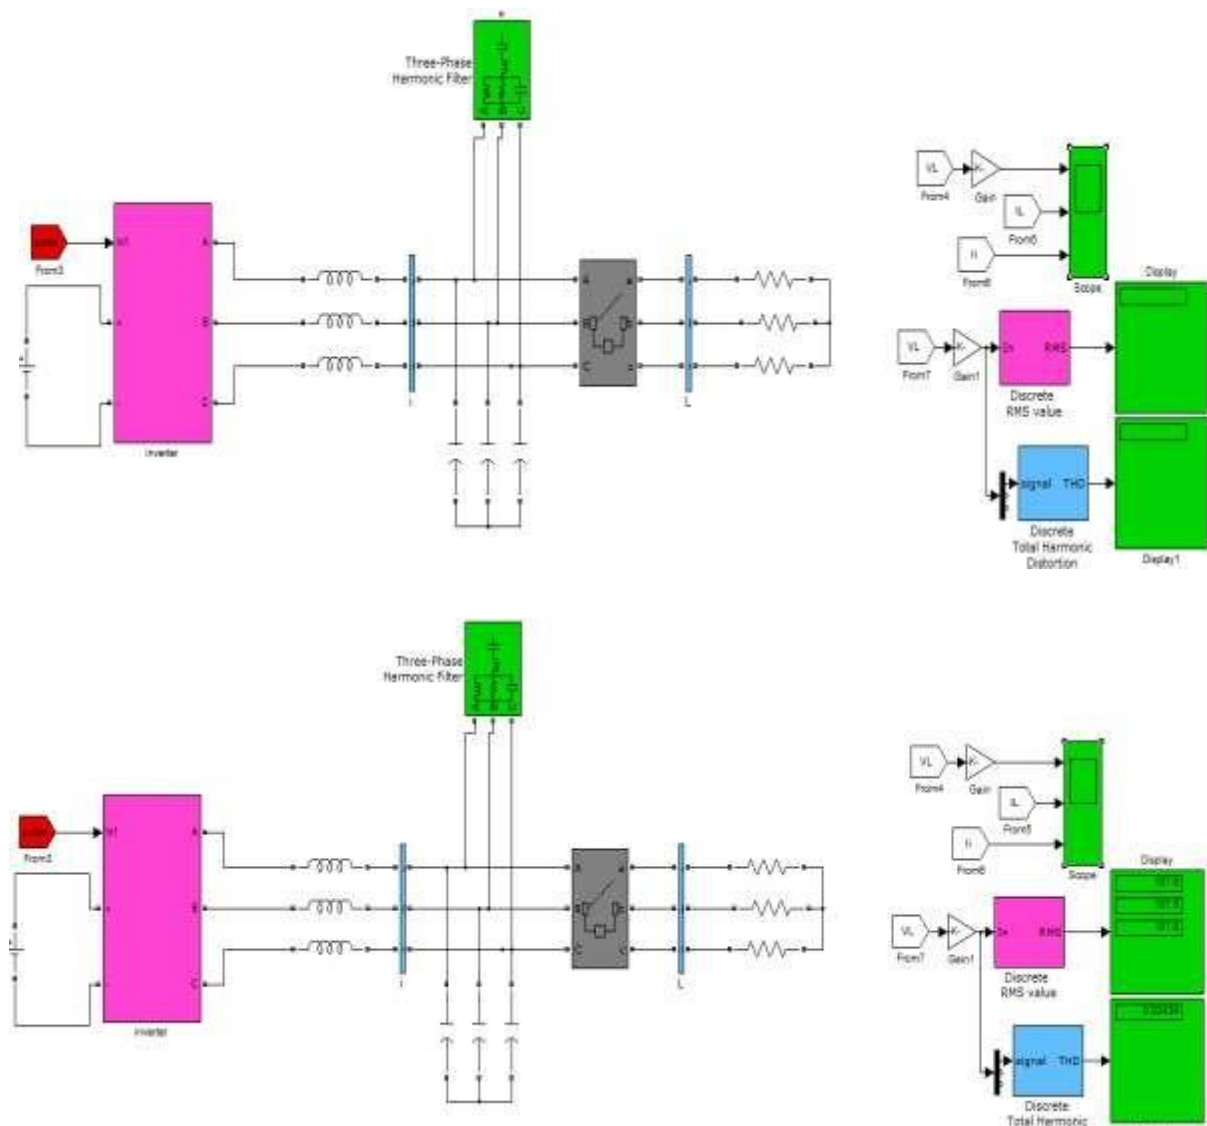 Three-Phase
Harmonic Filter
A
B
C
From3
In1
A
B
C
inverter
A
B
C
a
L
VL
From4
K-
Gain
IL
From5
Ii
From6
Scope
Display
VL
From7
K-
Gain1
In
RMS
Discrete
RMS value
signal
THD
Discrete
Total Harmonic
Distortion
Display1
Three-Phase
Harmonic Filter
A
B
C
From3
In1
A
B
C
inverter
A
B
C
a
L
VL
From4
K-
Gain
IL
From5
Ii
From6
Scope
Display
VL
From7
K-
Gain1
In
RMS
Discrete
RMS value
signal
THD
Discrete
Total Harmonic